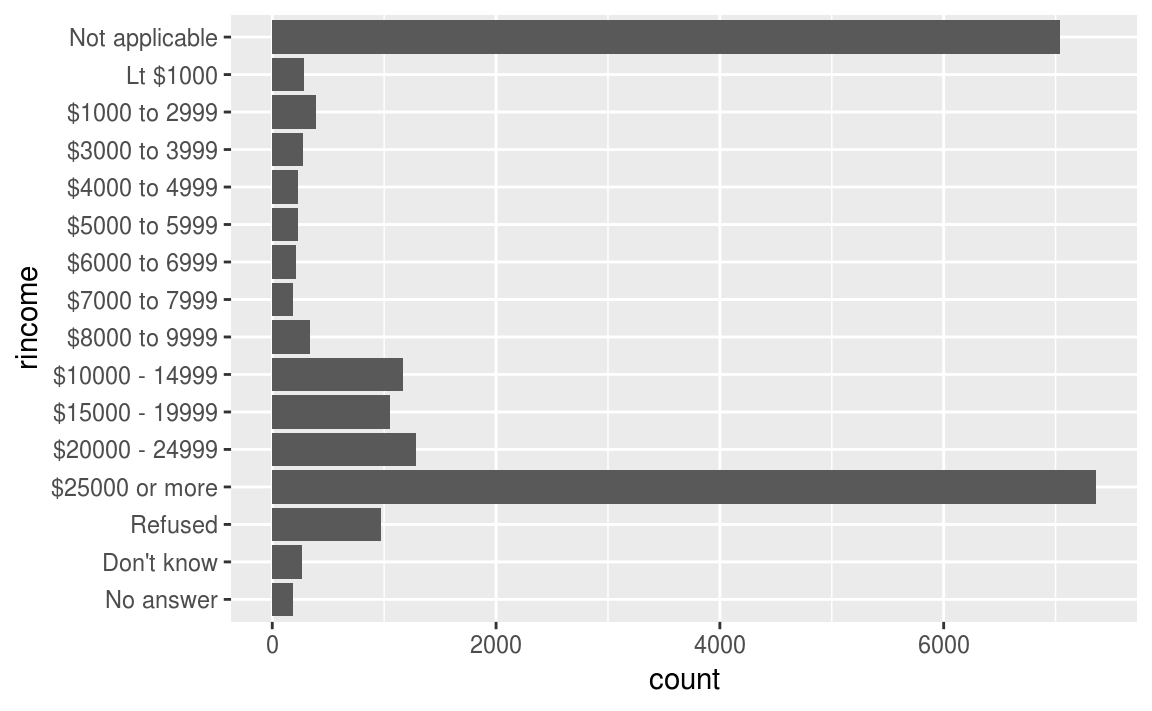 Not applicable
Lt $1000
$1000 to 2999
$3000 to 3999
$4000 to 4999
$5000 to 5999
$6000 to 6999
$7000 to 7999
$8000 to 9999
$10000 - 14999
$15000 - 19999
$20000 - 24999
$25000 or more
Refused
Don't know
No answer
rincome
0 2000 4000 6000
count